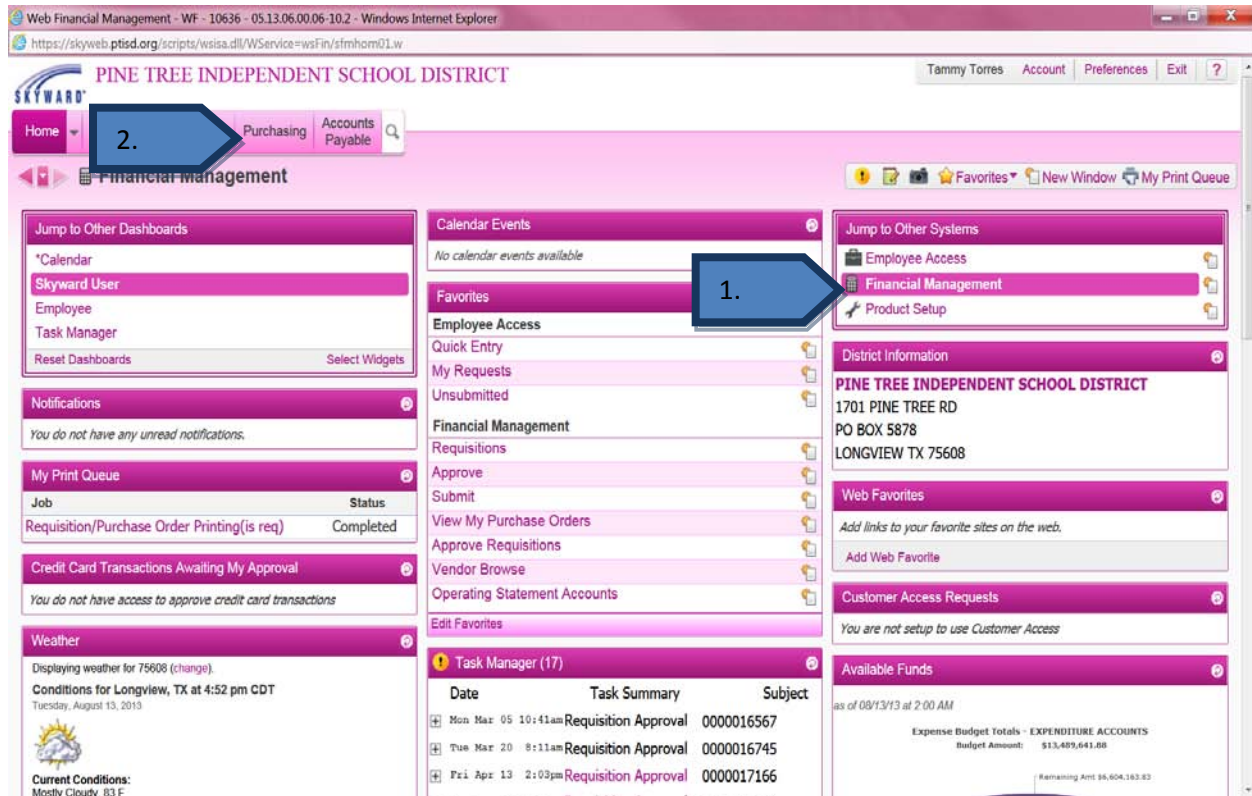 Web Financial Management - WF - 10636 - 05.13.06.00.06-10.2 - Windows Internet Explorer
https://skyweb.ptisd.org/scripts/wsisa.dll/WService=wsFin/sfmhom01.w
SKYWARD
PINE TREE INDEPENDENT SCHOOL DISTRICT
Tammy Torres Account Preferences Exit ?
Home
2.
Purchasing
Accounts Payable
Financial Management
Favorites New Window My Print Queue
Jump to Other Dashboards
*Calendar
Skyward User
Employee
Task Manager
Reset Dashboards Select Widgets
Notifications
You do not have any unread notifications.
My Print Queue
Job Status
Requisition/Purchase Order Printing(is req) Completed
Credit Card Transactions Awaiting My Approval
You do not have access to approve credit card transactions
Weather
Displaying weather for 75608 (change).
Conditions for Longview, TX at 4:52 pm CDT
Tuesday, August 13, 2013
Current Conditions:
Mostly Cloudy, 83 F
Calendar Events
No calendar events available
1.
Favorites
Employee Access
Quick Entry
My Requests
Unsubmitted
Financial Management
Requisitions
Approve
Submit
View My Purchase Orders
Approve Requisitions
Vendor Browse
Operating Statement Accounts
Edit Favorites
Task Manager (17)
Date Task Summary Subject
Mon Mar 05 10:41am Requisition Approval 0000016567
Tue Mar 20 8:11am Requisition Approval 0000016745
Fri Apr 13 2:03pm Requisition Approval 0000017166
Jump to Other Systems
Employee Access
Financial Management
Product Setup
District Information
PINE TREE INDEPENDENT SCHOOL DISTRICT
1701 PINE TREE RD
PO BOX 5878
LONGVIEW TX 75608
Web Favorites
Add links to your favorite sites on the web.
Add Web Favorite
Customer Access Requests
You are not setup to use Customer Access
Available Funds
as of 08/13/13 at 2:00 AM
Expense Budget Totals - EXPENDITURE ACCOUNTS
Budget Amount: $13,489,641.88
Remaining Amt $6,604,163.83